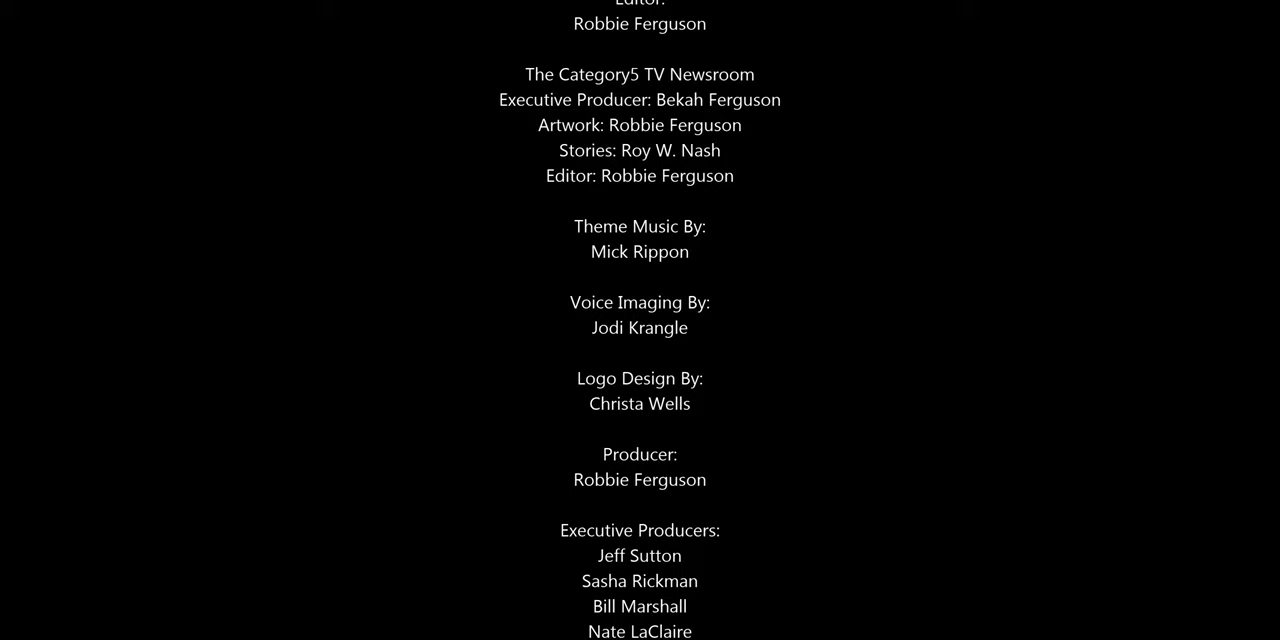 Editor:
Robbie Ferguson
The Category5 TV Newsroom
Executive Producer: Bekah Ferguson
Artwork: Robbie Ferguson
Stories: Roy W. Nash
Editor: Robbie Ferguson
Theme Music By:
Mick Rippon
Voice Imaging By:
Jodi Krangle
Logo Design By:
Christa Wells
Producer:
Robbie Ferguson
Executive Producers:
Jeff Sutton
Sasha Rickman
Bill Marshall
Nate LaClaire